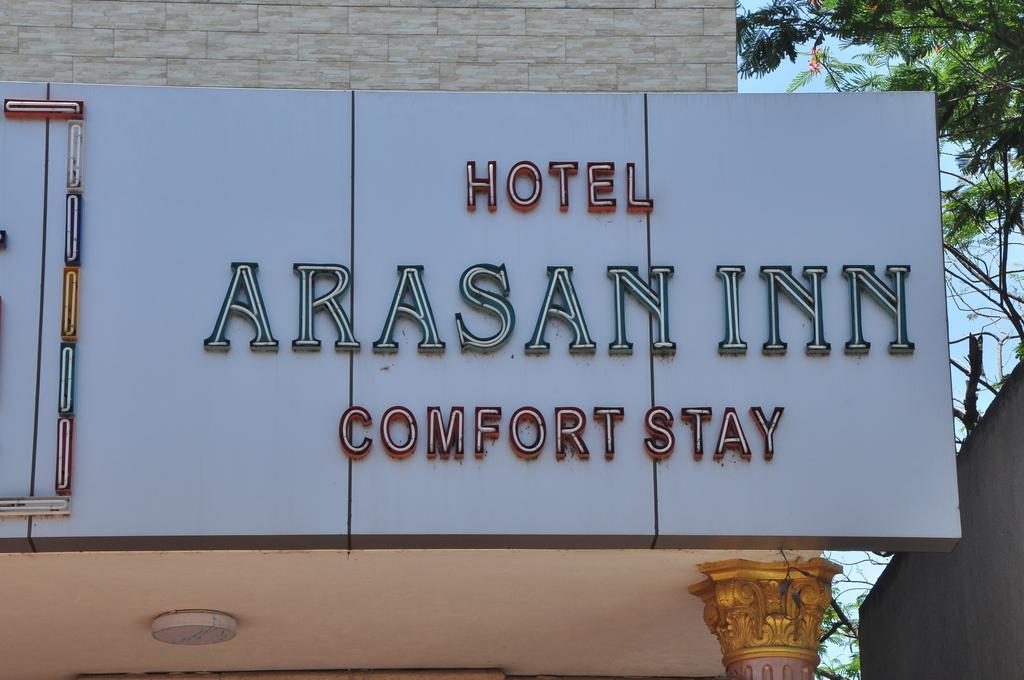 HOTEL
ARASAN INN
COMFORT STAY